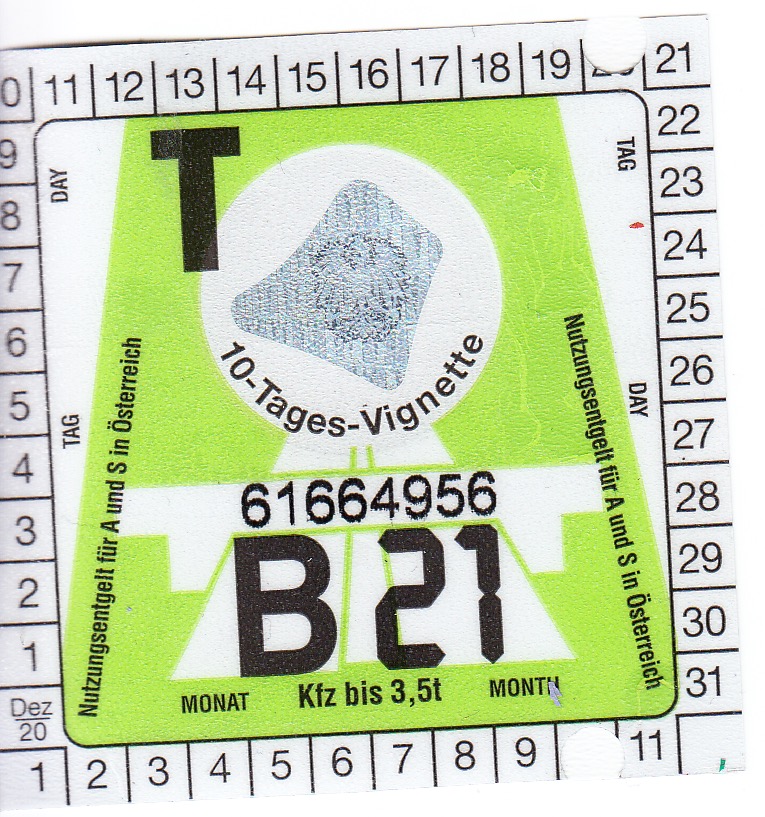 0 11 12 13 14 15 16 17 18 19 20 21
9
8
7
6
5
4
3
2
1
Dez
20
22
23
24
25
26
27
28
29
30
31
DAY
TAG
T
TAG
DAY
10-Tages-Vignette
Nutzungsentgelt für A und S in Österreich
Nutzungsentgelt für A und S in Österreich
61664956
B 21
MONAT Kfz bis 3,5t MONTH
1 2 3 4 5 6 7 8 9 11